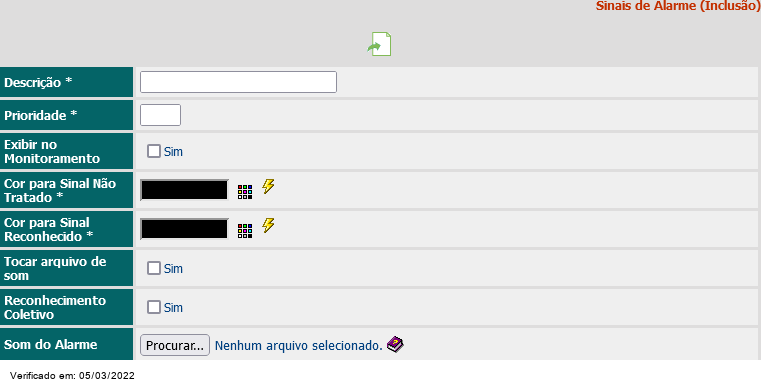 Sinais de Alarme (Inclusão)
Descrição *
Prioridade *
Exibir no
Monitoramento
Sim
Cor para Sinal Não
Tratado *
Cor para Sinal
Reconhecido *
Tocar arquivo de
som
Sim
Reconhecimento
Coletivo
Sim
Som do Alarme
Procurar... Nenhum arquivo selecionado.
Verificado em: 05/03/2022